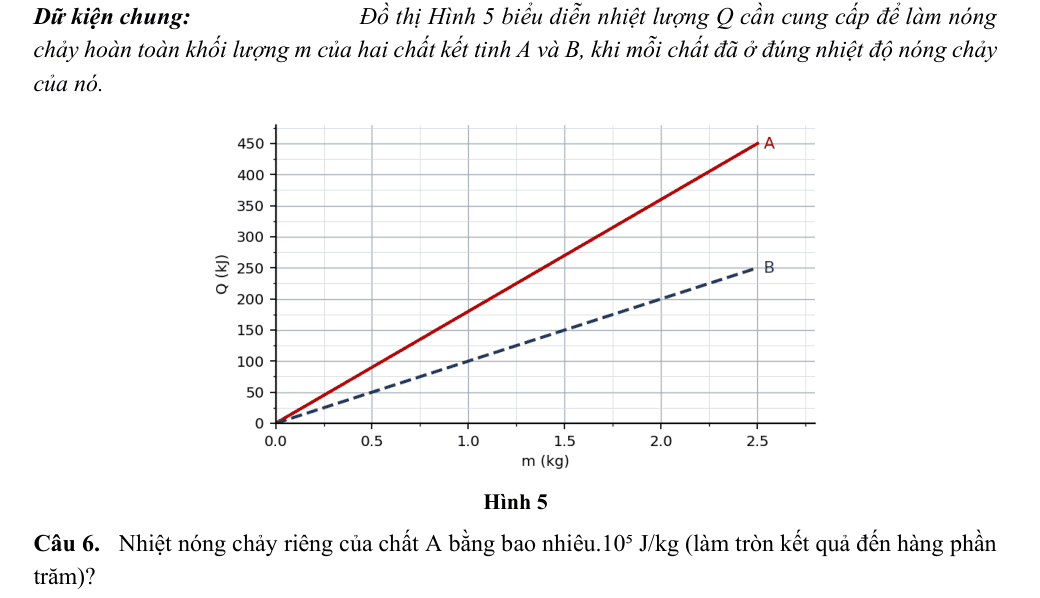 Dữ kiện chung: Đồ thị Hình 5 biểu diễn nhiệt lượng Q cần cung cấp để làm nóng
chảy hoàn toàn khối lượng m của hai chất kết tinh A và B, khi mỗi chất đã ở đúng nhiệt độ nóng chảy
của nó.
450
A
400
350
300
Q (kJ)
250
B
200
150
100
50
0
0.0 0.5 1.0 1.5 2.0 2.5
m (kg)
Hình 5
Câu 6. Nhiệt nóng chảy riêng của chất A bằng bao nhiêu.10⁵ J/kg (làm tròn kết quả đến hàng phần
trăm)?